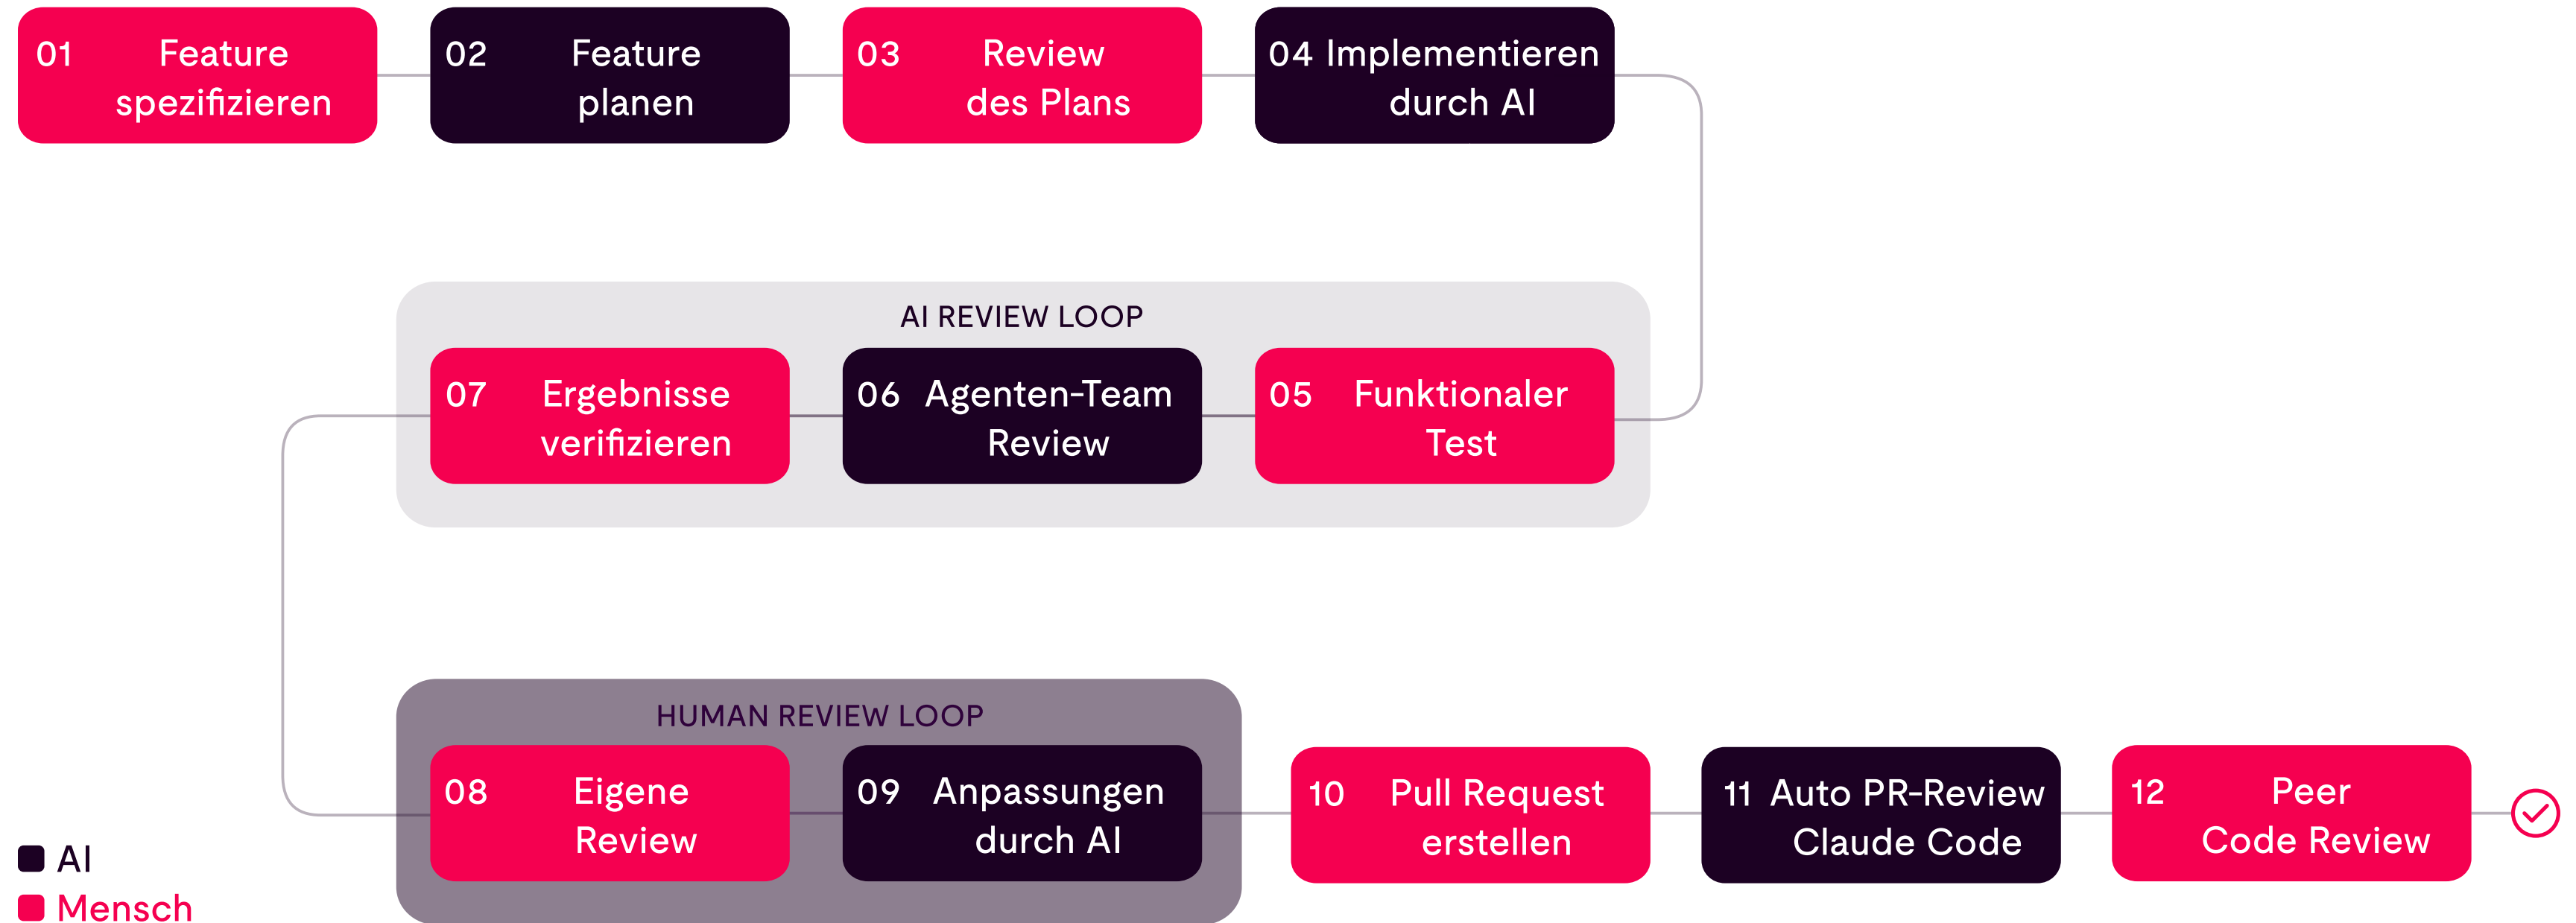 01 Feature
spezifizieren
02 Feature
planen
03 Review
des Plans
04 Implementieren
durch AI
AI REVIEW LOOP
07 Ergebnisse
verifizieren
06 Agenten-Team
Review
05 Funktionaler
Test
HUMAN REVIEW LOOP
08 Eigene
Review
09 Anpassungen
durch AI
10 Pull Request
erstellen
11 Auto PR-Review
Claude Code
12 Peer
Code Review
AI
Mensch